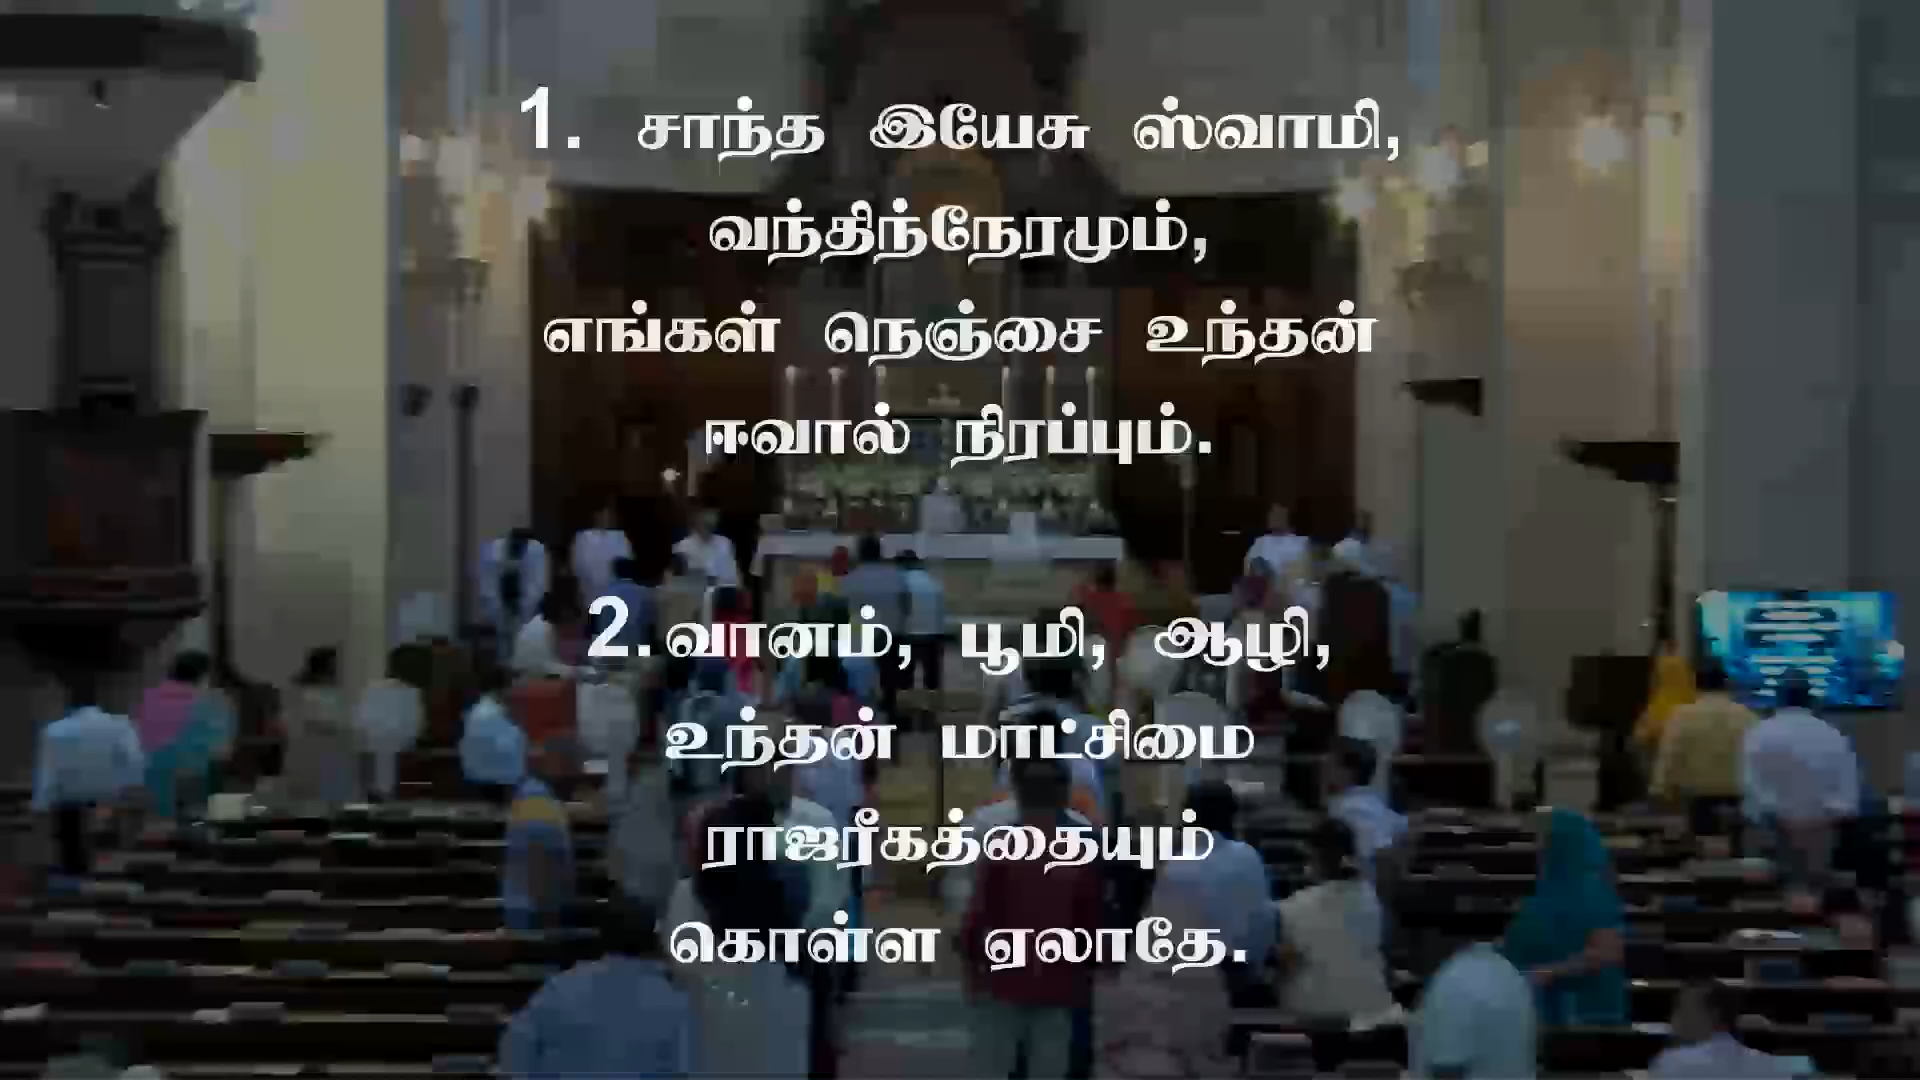 1. சாந்த இயேசு ஸ்வாமி,
வந்திந்நேரமும்,
எங்கள் நெஞ்சை உந்தன்
ஈவால் நிரப்பும்.
2.வானம், பூமி, ஆழி,
உந்தன் மாட்சிமை
ராஜரீகத்தையும்
கொள்ள ஏலாதே.